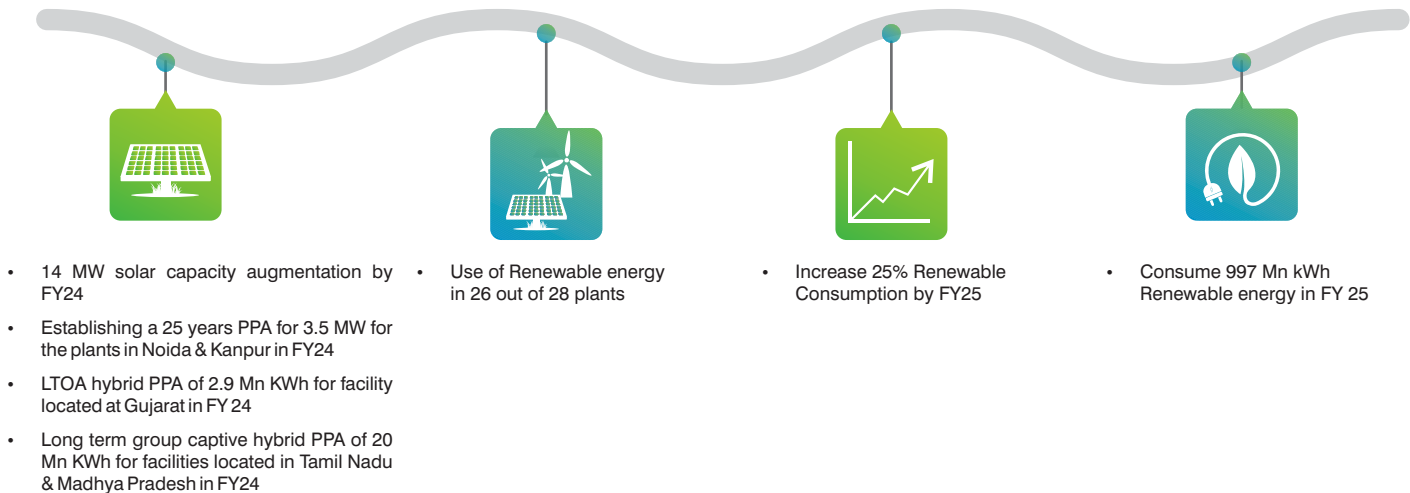 • 14 MW solar capacity augmentation by
FY24
• Establishing a 25 years PPA for 3.5 MW for
the plants in Noida & Kanpur in FY24
• LTOA hybrid PPA of 2.9 Mn KWh for facility
located at Gujarat in FY 24
• Long term group captive hybrid PPA of 20
Mn KWh for facilities located in Tamil Nadu
& Madhya Pradesh in FY24
• Use of Renewable energy
in 26 out of 28 plants
• Increase 25% Renewable
Consumption by FY25
• Consume 997 Mn kWh
Renewable energy in FY 25